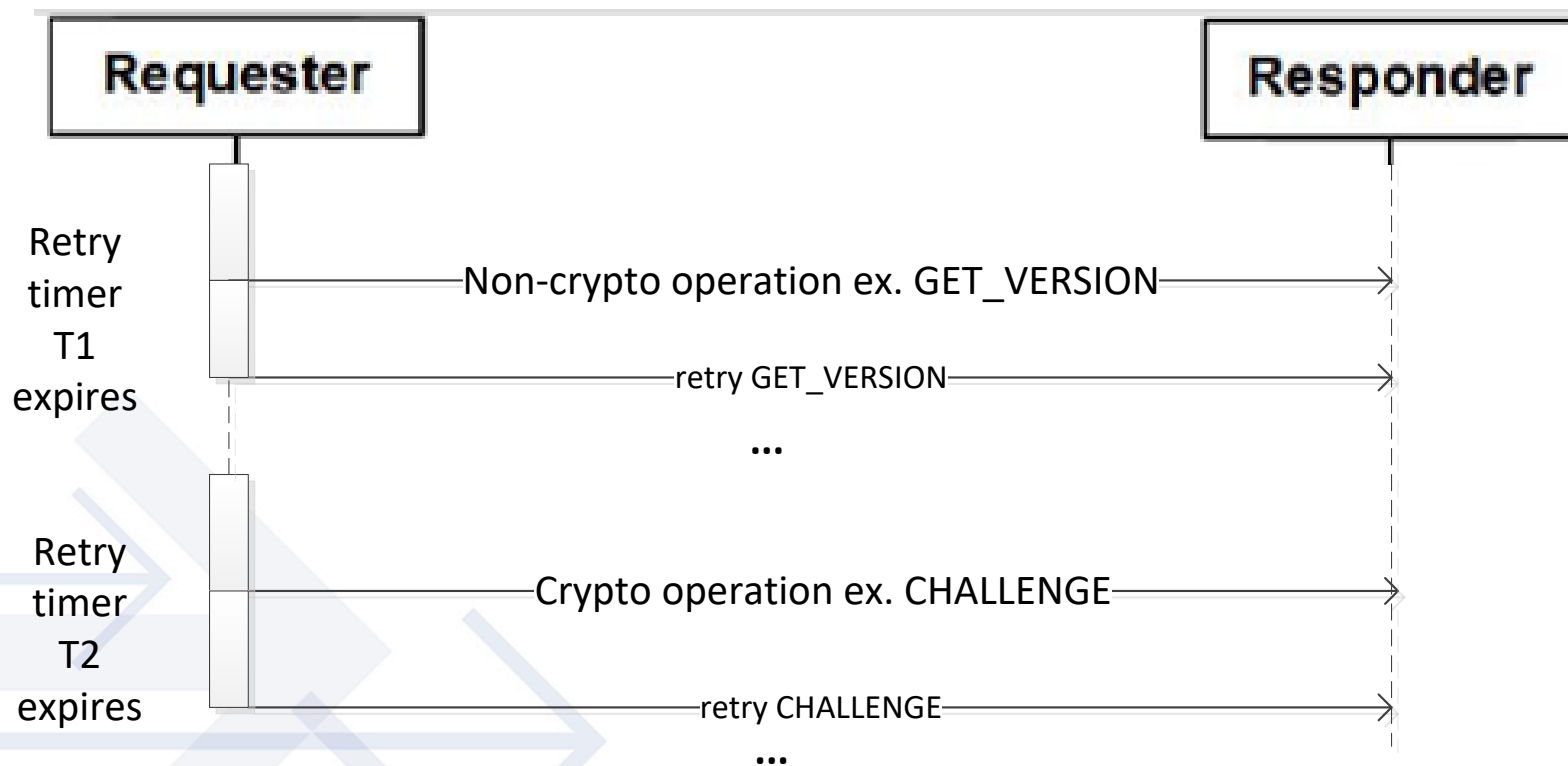 Requester
Responder
Retry
timer
T1
expires
Non-crypto operation ex. GET_VERSION
retry GET_VERSION
...
Retry
timer
T2
expires
Crypto operation ex. CHALLENGE
retry CHALLENGE
...